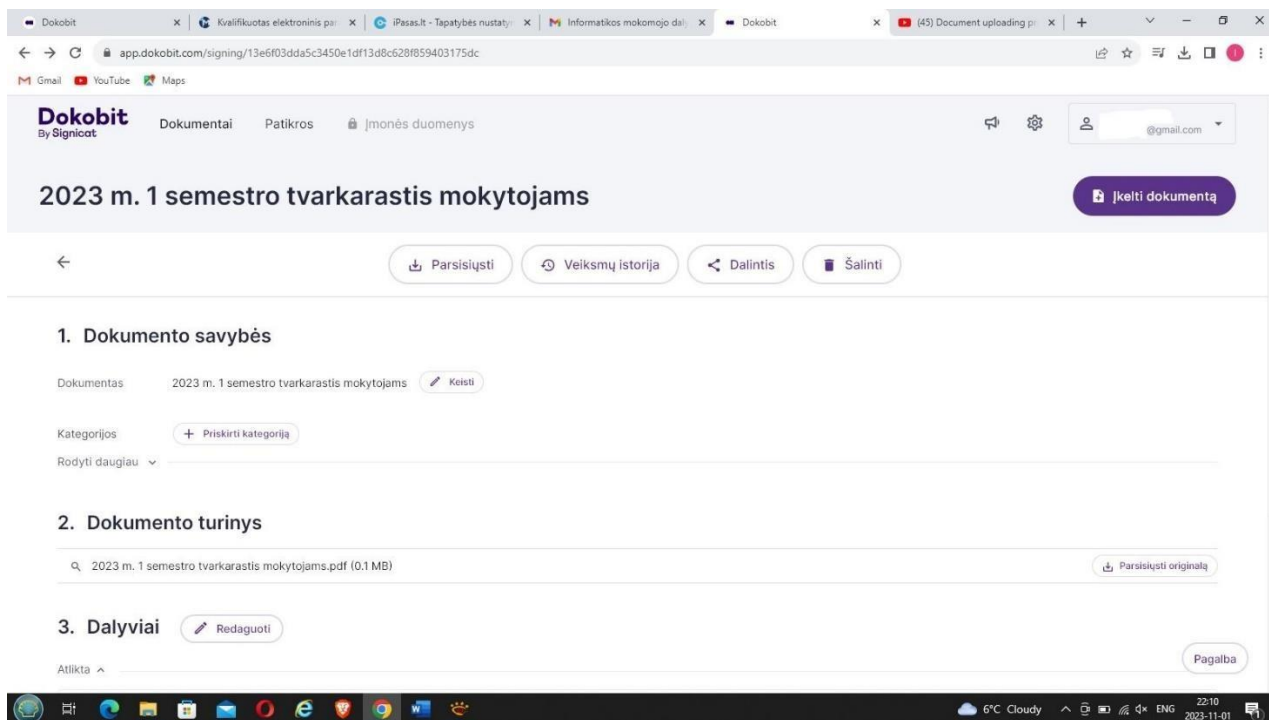 Dokobit
Kvalifikuotas elektroninis par
iPasas.lt - Tapatybės nustaty
Informatikos mokomojo daly
Dokobit
(45) Document uploading pr
app.dokobit.com/signing/13e6f03dda5c3450e1df13d8c628f859403175dc
Gmail YouTube Maps
Dokobit
By Signicat
Dokumentai Patikros Įmonės duomenys
@gmail.com
2023 m. 1 semestro tvarkarastis mokytojams
Įkelti dokumentą
Parsisiųsti Veiksmų istorija Dalintis Šalinti
1. Dokumento savybės
Dokumentas 2023 m. 1 semestro tvarkarastis mokytojams Keisti
Kategorijos + Priskirti kategoriją
Rodyti daugiau
2. Dokumento turinys
2023 m. 1 semestro tvarkarastis mokytojams.pdf (0.1 MB) Parsisiųsti originalą
3. Dalyviai Redaguoti
Pagalba
Atlikta
6°C Cloudy ENG 22:10
2023-11-01